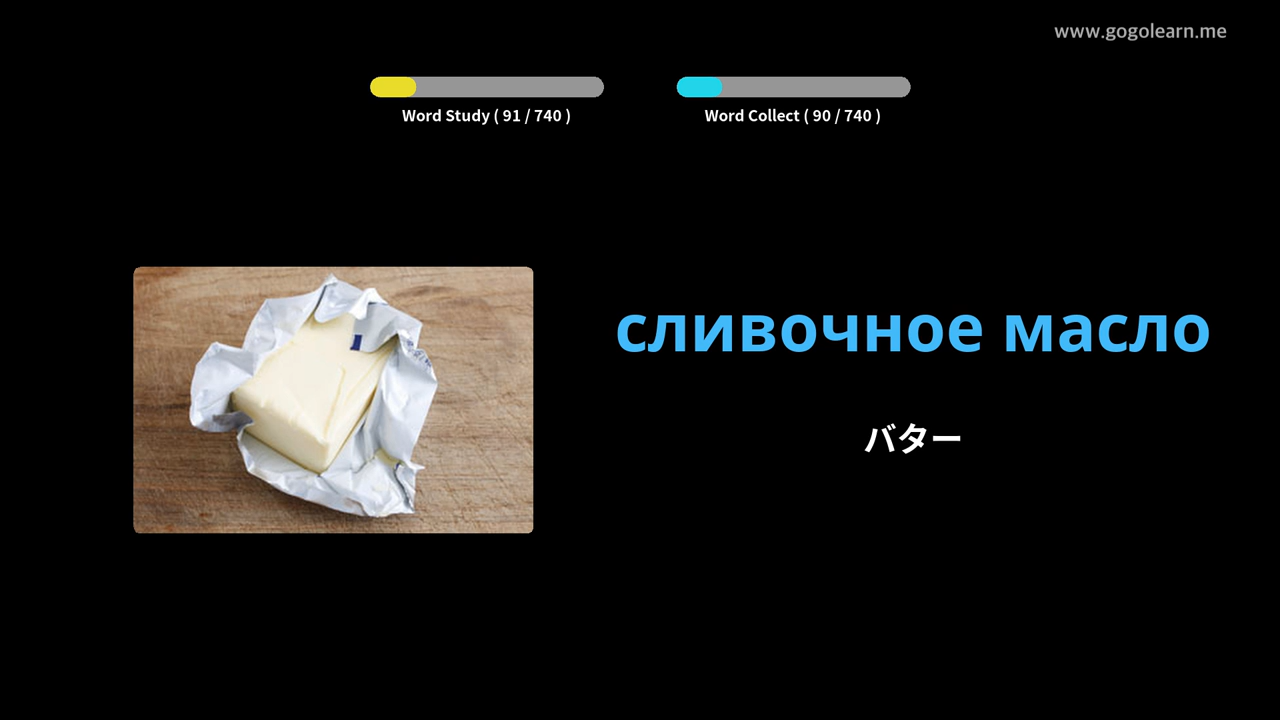 www.gogolearn.me
Word Study ( 91 / 740 )
Word Collect ( 90 / 740 )
сливочное масло
バター